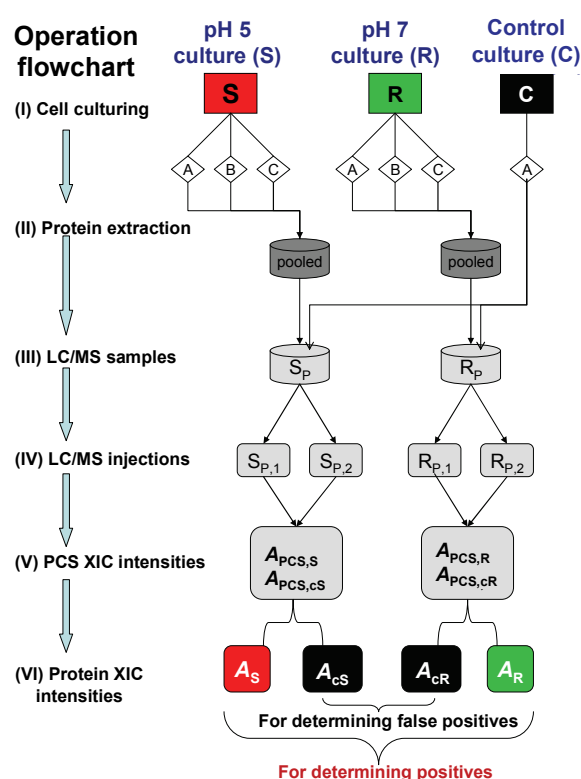 Operation
flowchart
pH 5
culture (S)
pH 7
culture (R)
Control
culture (C)
(I) Cell culturing
S
R
C
A
B
C
A
B
C
A
(II) Protein extraction
pooled
pooled
(III) LC/MS samples
SP
RP
(IV) LC/MS injections
SP,1
SP,2
RP,1
RP,2
(V) PCS XIC intensities
APCS,S
APCS,cS
APCS,R
APCS,cR
(VI) Protein XIC
intensities
AS
AcS
AcR
AR
For determining false positives
For determining positives